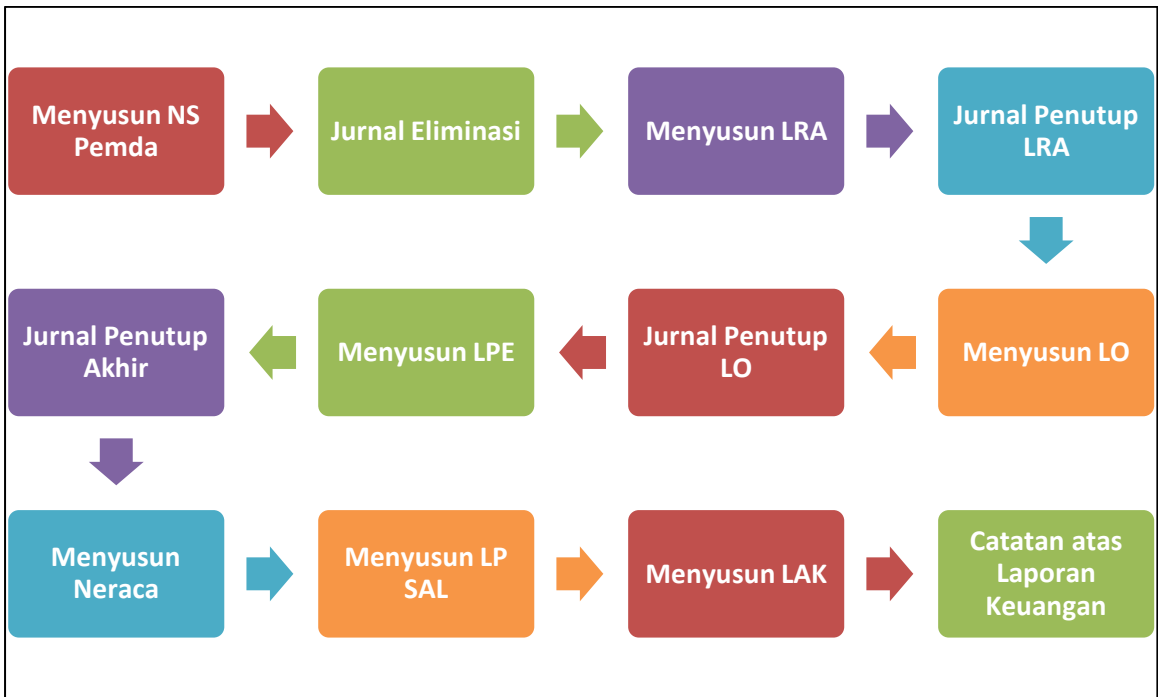 Menyusun NS
Pemda
Jurnal Eliminasi
Menyusun LRA
Jurnal Penutup
LRA
Menyusun LO
Jurnal Penutup
LO
Menyusun LPE
Jurnal Penutup
Akhir
Menyusun
Neraca
Menyusun LP
SAL
Menyusun LAK
Catatan atas
Laporan
Keuangan